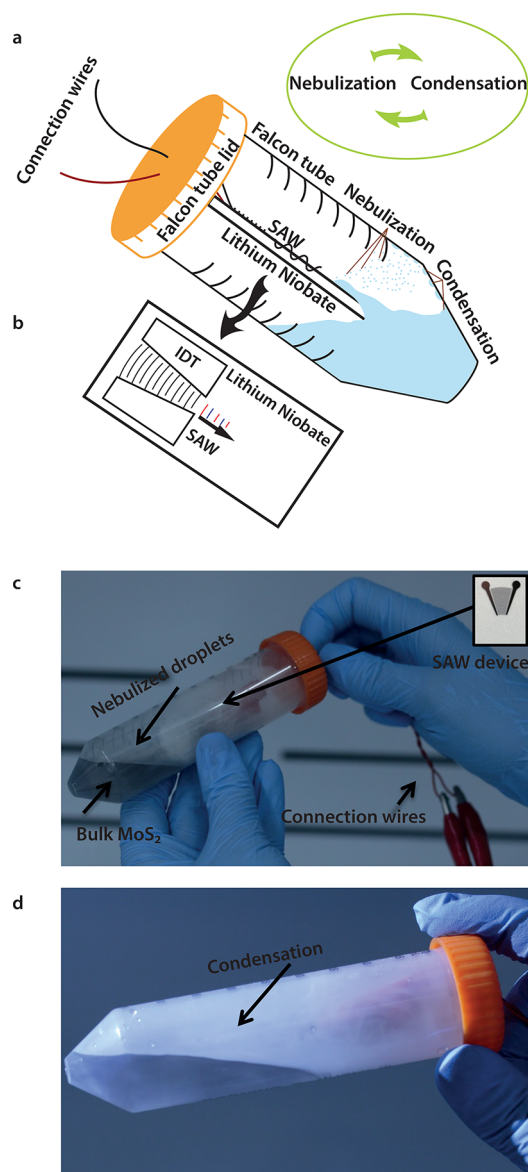 a
Nebulization Condensation
Connection wires
Falcon tube lid
Falcon tube
Nebulization
Condensation
SAW
Lithium Niobate
b
IDT
Lithium Niobate
SAW
c
Nebulized droplets
SAW device
Bulk MoS₂
Connection wires
d
Condensation